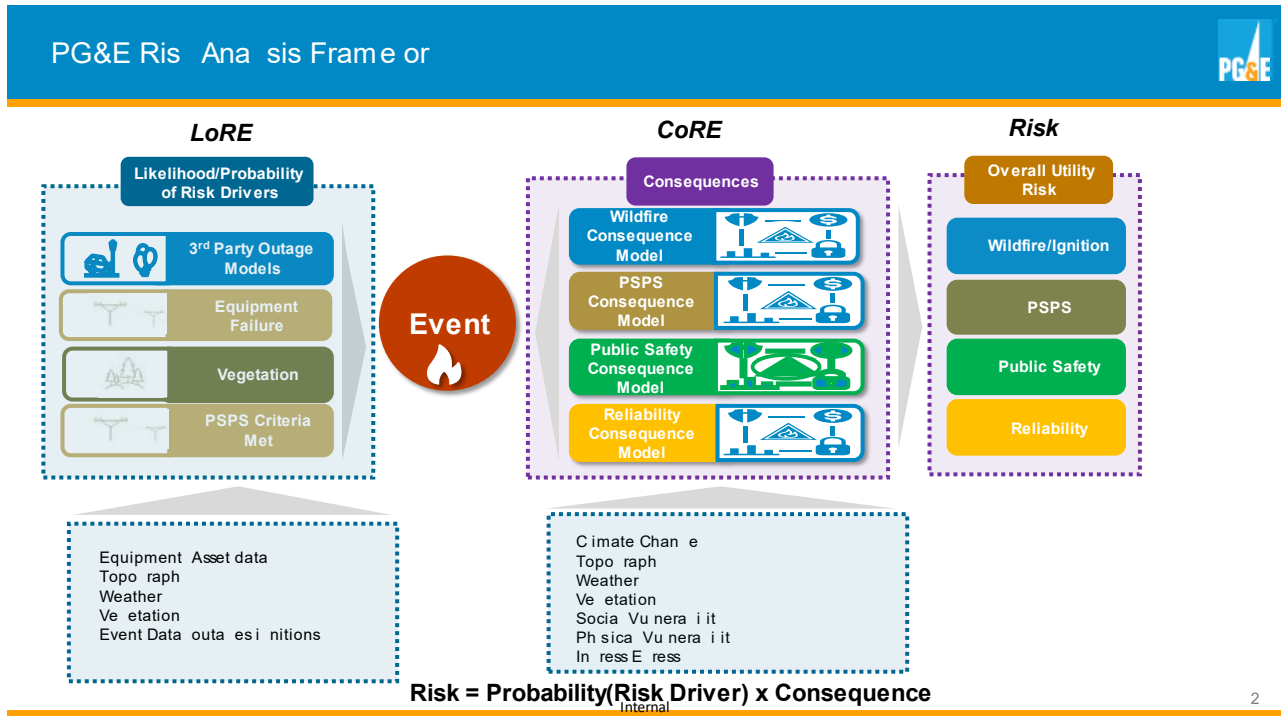 PG&E Ris Ana sis Frame or
PG&E
LoRE
CoRE
Risk
Likelihood/Probability
of Risk Drivers
3rd Party Outage
Models
Equipment
Failure
Vegetation
PSPS Criteria
Met
Event
Consequences
Wildfire
Consequence
Model
PSPS
Consequence
Model
Public Safety
Consequence
Model
Reliability
Consequence
Model
Overall Utility
Risk
Wildfire/Ignition
PSPS
Public Safety
Reliability
Equipment Asset data
Topo raph
Weather
Ve etation
Event Data outa es i nitions
C imate Chan e
Topo raph
Weather
Ve etation
Socia Vu nera i it
Ph sica Vu nera i it
In ress E ress
Risk = Probability(Risk Driver) x Consequence
Internal
2